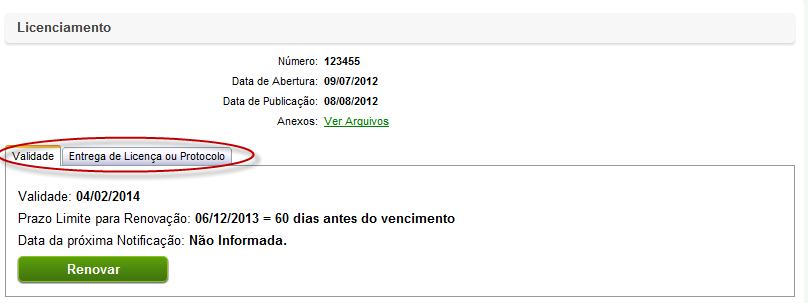 Licenciamento
Número: 123455
Data de Abertura: 09/07/2012
Data de Publicação: 08/08/2012
Anexos: Ver Arquivos
Validade Entrega de Licença ou Protocolo
Validade: 04/02/2014
Prazo Limite para Renovação: 06/12/2013 = 60 dias antes do vencimento
Data da próxima Notificação: Não Informada.
Renovar